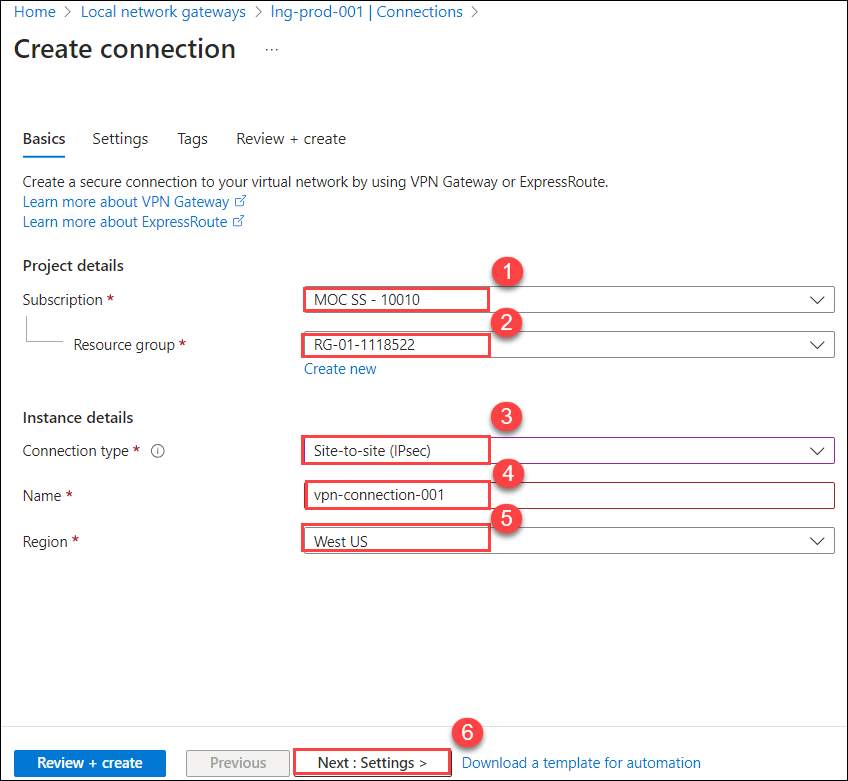 Home > Local network gateways > lng-prod-001 | Connections >
Create connection ...
Basics Settings Tags Review + create
Create a secure connection to your virtual network by using VPN Gateway or ExpressRoute.
Learn more about VPN Gateway
Learn more about ExpressRoute
Project details
1
Subscription * MOC SS - 10010
2
Resource group * RG-01-1118522
Create new
Instance details
3
Connection type * Site-to-site (IPsec)
4
Name * vpn-connection-001
5
Region * West US
6
Review + create Previous Next : Settings > Download a template for automation